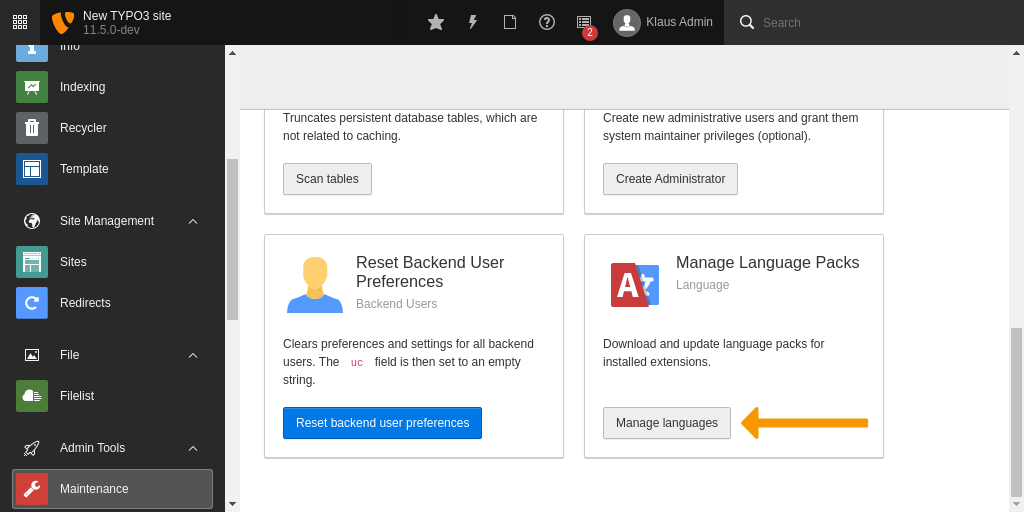 New TYPO3 site
11.5.0-dev
2
Klaus Admin
Search
Info
Indexing
Recycler
Template
Site Management
Sites
Redirects
File
Filelist
Admin Tools
Maintenance
Truncates persistent database tables, which are
not related to caching.
Scan tables
Create new administrative users and grant them
system maintainer privileges (optional).
Create Administrator
Reset Backend User
Preferences
Backend Users
Clears preferences and settings for all backend
users. The uc field is then set to an empty
string.
Reset backend user preferences
A
Manage Language Packs
Language
Download and update language packs for
installed extensions.
Manage languages